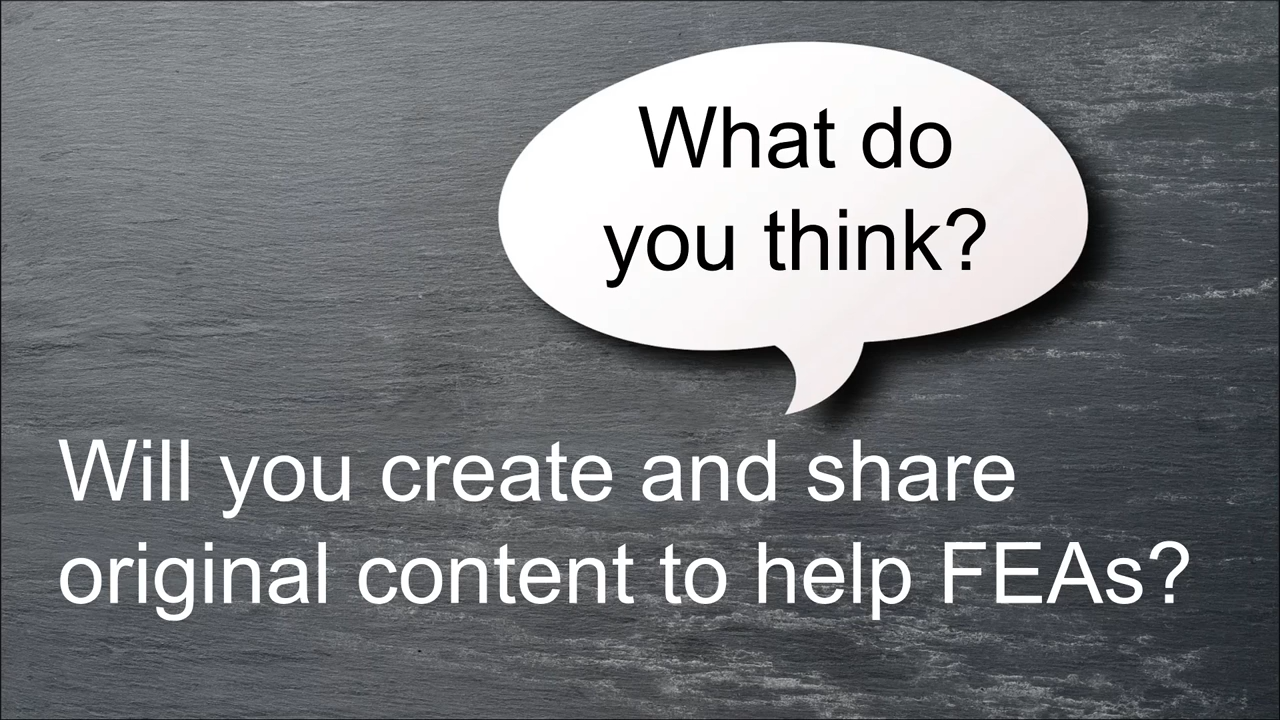 What do
you think?
Will you create and share
original content to help FEAs?